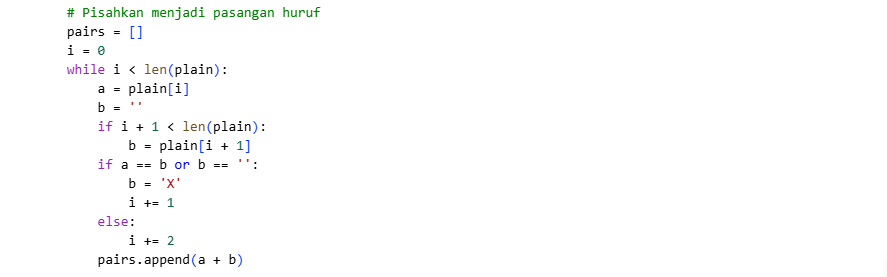 # Pisahkan menjadi pasangan huruf
pairs = []
i = 0
while i < len(plain):
    a = plain[i]
    b = ''
    if i + 1 < len(plain):
        b = plain[i + 1]
    if a == b or b == '':
        b = 'X'
        i += 1
    else:
        i += 2
    pairs.append(a + b)